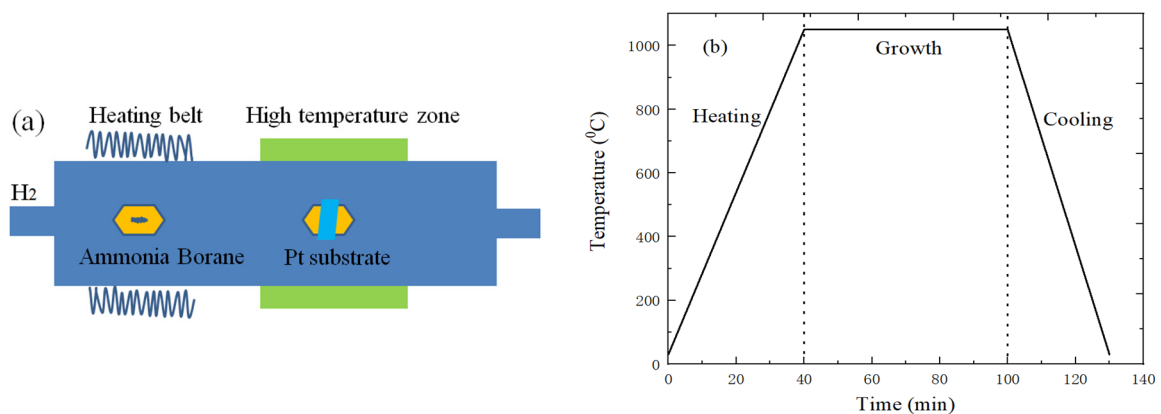 (a)
Heating belt
High temperature zone
H2
Ammonia Borane
Pt substrate
(b)
Growth
Heating
Cooling
Temperature (⁰C)
1000
800
600
400
200
0
0 20 40 60 80 100 120 140
Time (min)